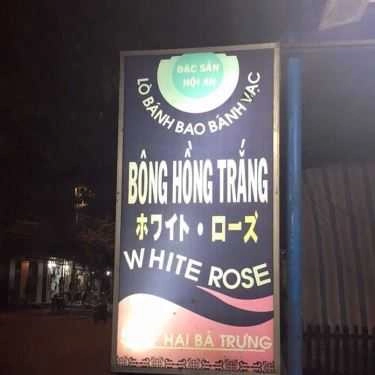 ĐẶC SẢN
HỘI AN
LÒ BÁNH BAO BÁNH VẠC
BÔNG HỒNG TRẮNG
ホワイト・ローズ
WHITE ROSE
HAI BÀ TRƯNG